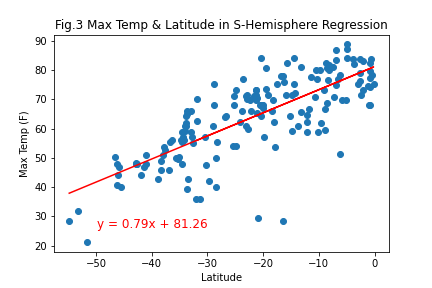 Fig.3 Max Temp & Latitude in S-Hemisphere Regression
90
80
70
60
50
40
30
20
Max Temp (F)
y = 0.79x + 81.26
−50 −40 −30 −20 −10 0
Latitude